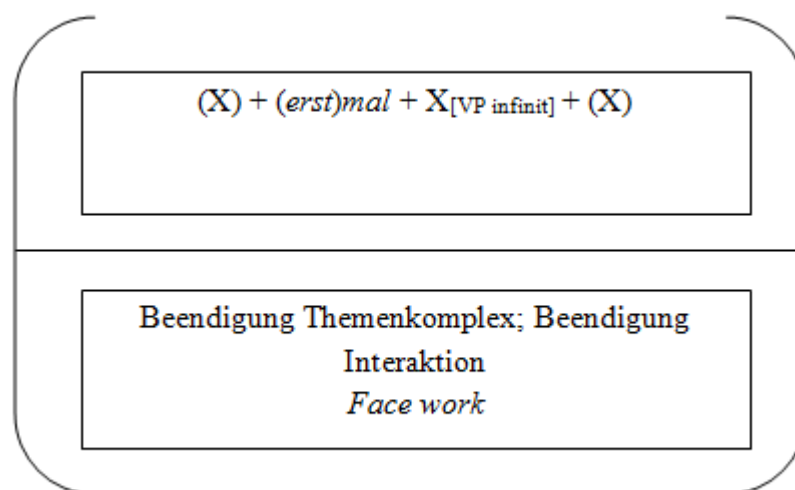 (X) + (erst)mal + X[VP infinit] + (X)
Beendigung Themenkomplex; Beendigung
Interaktion
Face work